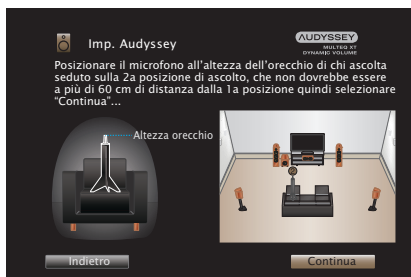 Imp. Audyssey
AUDYSSEY
MULTEQ XT
DYNAMIC VOLUME
Posizionare il microfono all'altezza dell'orecchio di chi ascolta
seduto sulla 2a posizione di ascolto, che non dovrebbe essere
a più di 60 cm di distanza dalla 1a posizione quindi selezionare
"Continua"...
Altezza orecchio
Indietro
Continua